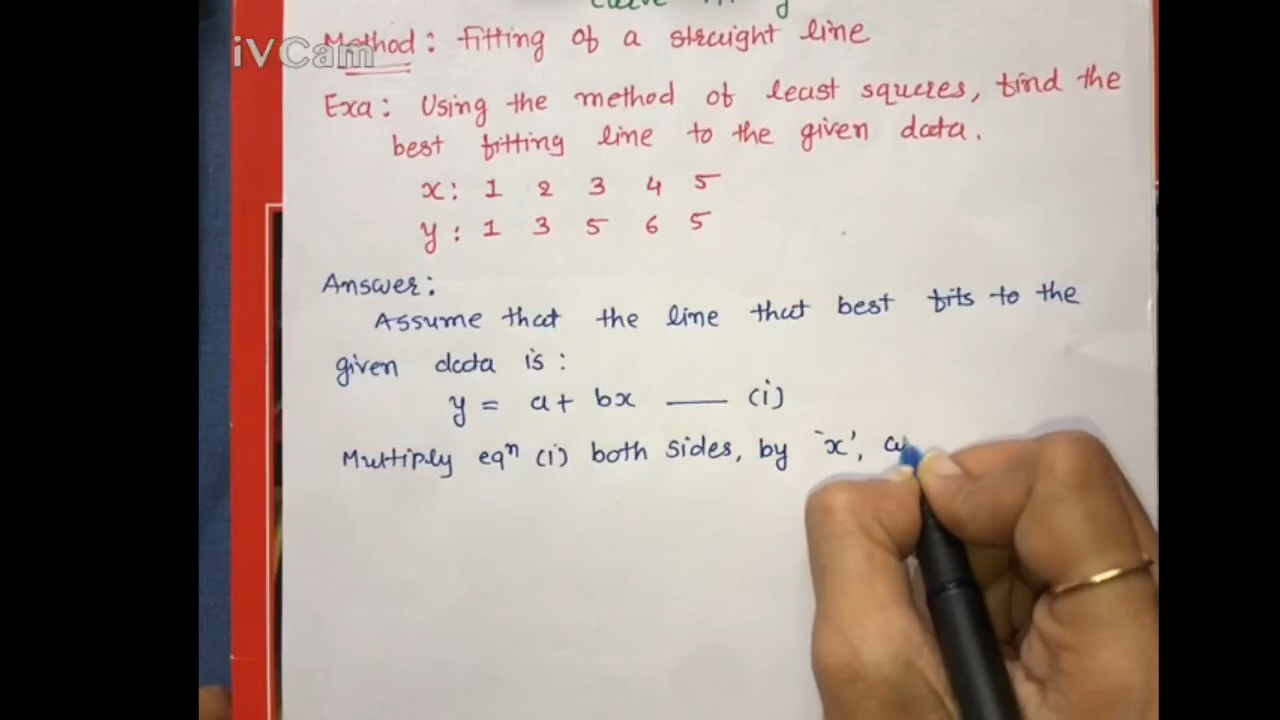 iVCam
Method: Fitting of a straight line
Exa: Using the method of least squares, find the
best fitting line to the given data.
x: 1 2 3 4 5
y: 1 3 5 6 5
Answer:
Assume that the line that best fits to the
given data is:
y = a + bx —— (i)
Multiply eqⁿ (i) both sides, by 'x',